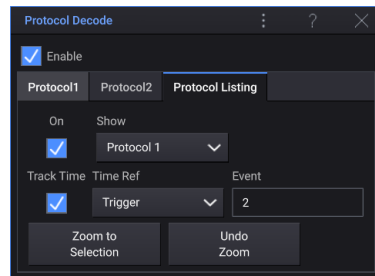 Protocol Decode ?
Enable
Protocol1 Protocol2 Protocol Listing
On Show
Protocol 1
Track Time Time Ref Event
Trigger 2
Zoom to Undo
Selection Zoom